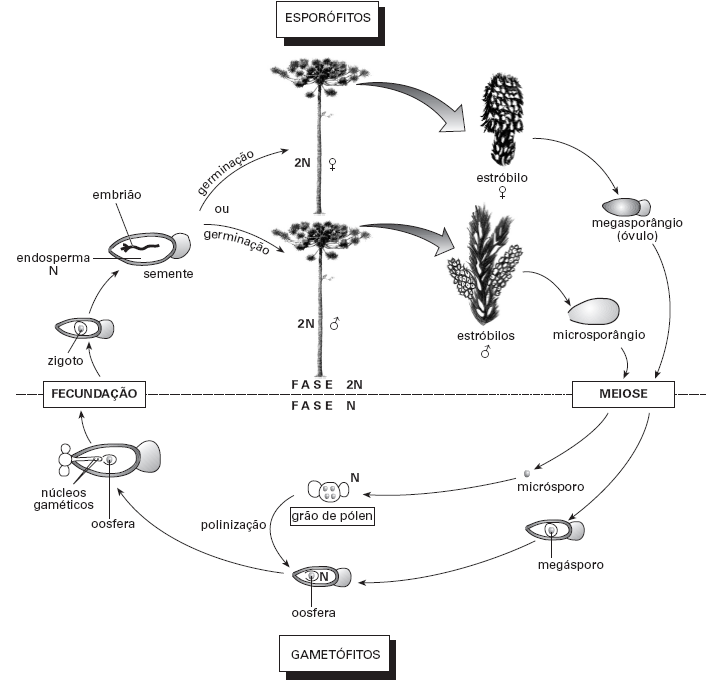 ESPORÓFITOS
germinação
2N ♀
estróbilo
♀
embrião
ou
megasporângio
(óvulo)
germinação
endosperma
N
semente
2N ♂
estróbilos
♂
microsporângio
zigoto
FASE 2N
FECUNDAÇÃO
MEIOSE
FASE N
N
micrósporo
núcleos
gaméticos
grão de pólen
oosfera
polinização
megásporo
N
oosfera
GAMETÓFITOS